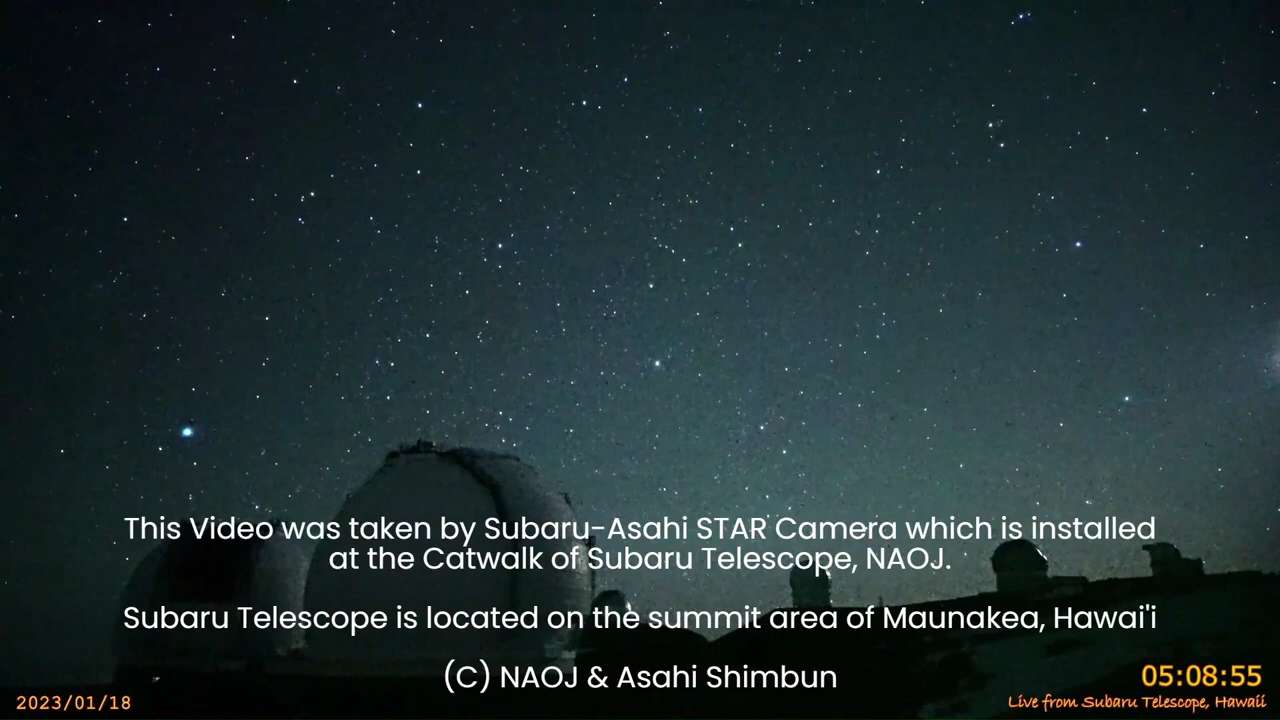 This Video was taken by Subaru-Asahi STAR Camera which is installed
at the Catwalk of Subaru Telescope, NAOJ.
Subaru Telescope is located on the summit area of Maunakea, Hawai'i
(C) NAOJ & Asahi Shimbun
05:08:55
2023/01/18
Live from Subaru Telescope, Hawaii